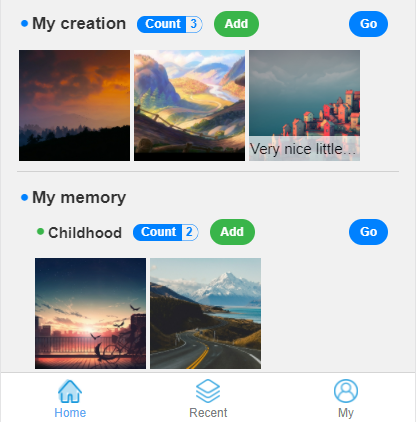 My creation Count 3 Add Go
Very nice little...
My memory
Childhood Count 2 Add Go
Home Recent My